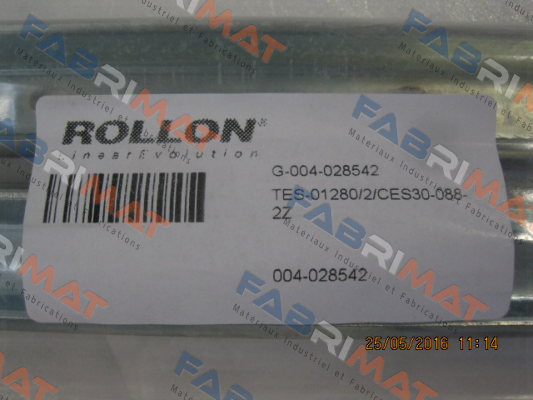 ROLLON
Linear Evolution
G-004-028542
TES-01280/2/CES30-088-
2Z
004-028542
25/05/2016 11:14
FABRIMAT
Materiaux Industriel et Fabrications